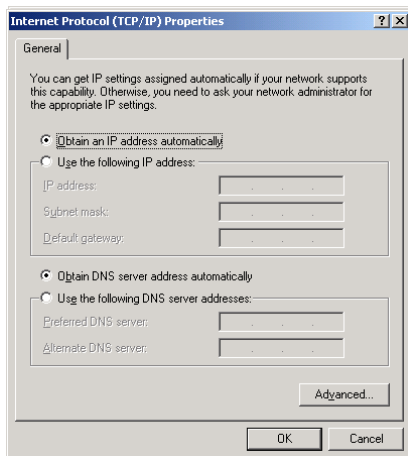 Internet Protocol (TCP/IP) Properties
General
You can get IP settings assigned automatically if your network supports
this capability. Otherwise, you need to ask your network administrator for
the appropriate IP settings.
Obtain an IP address automatically
Use the following IP address:
IP address:
Subnet mask:
Default gateway:
Obtain DNS server address automatically
Use the following DNS server addresses:
Preferred DNS server:
Alternate DNS server:
Advanced...
OK Cancel